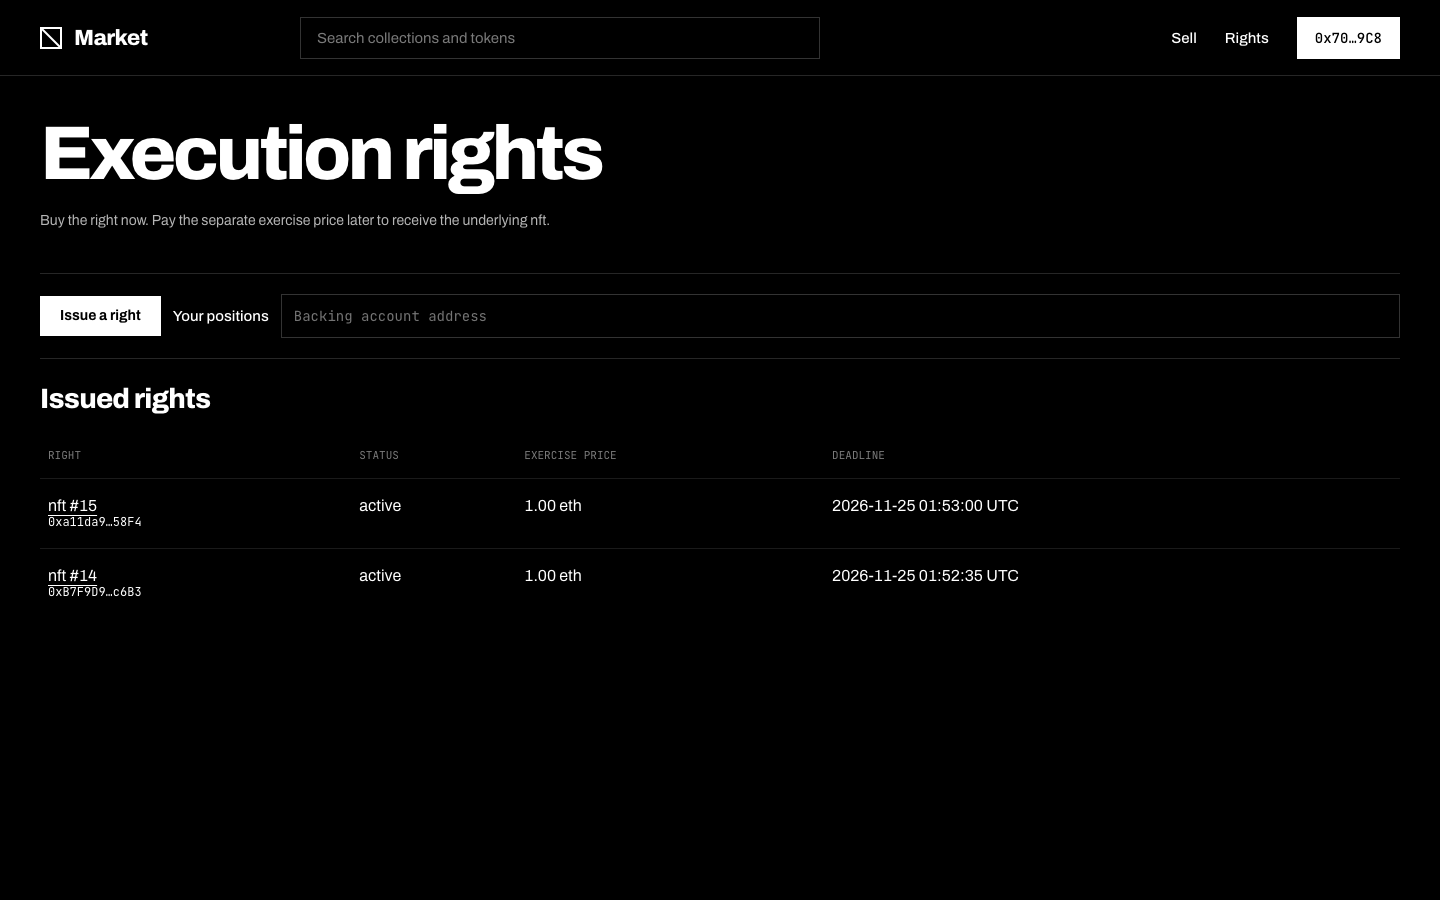 Market
Search collections and tokens
Sell
Rights
0x70…9C8
Execution rights
Buy the right now. Pay the separate exercise price later to receive the underlying nft.
Issue a right
Your positions
Backing account address
Issued rights
RIGHT STATUS EXERCISE PRICE DEADLINE
nft #15 active 1.00 eth 2026-11-25 01:53:00 UTC
0xa11da9…58F4
nft #14 active 1.00 eth 2026-11-25 01:52:35 UTC
0xB7F9D9…c6B3